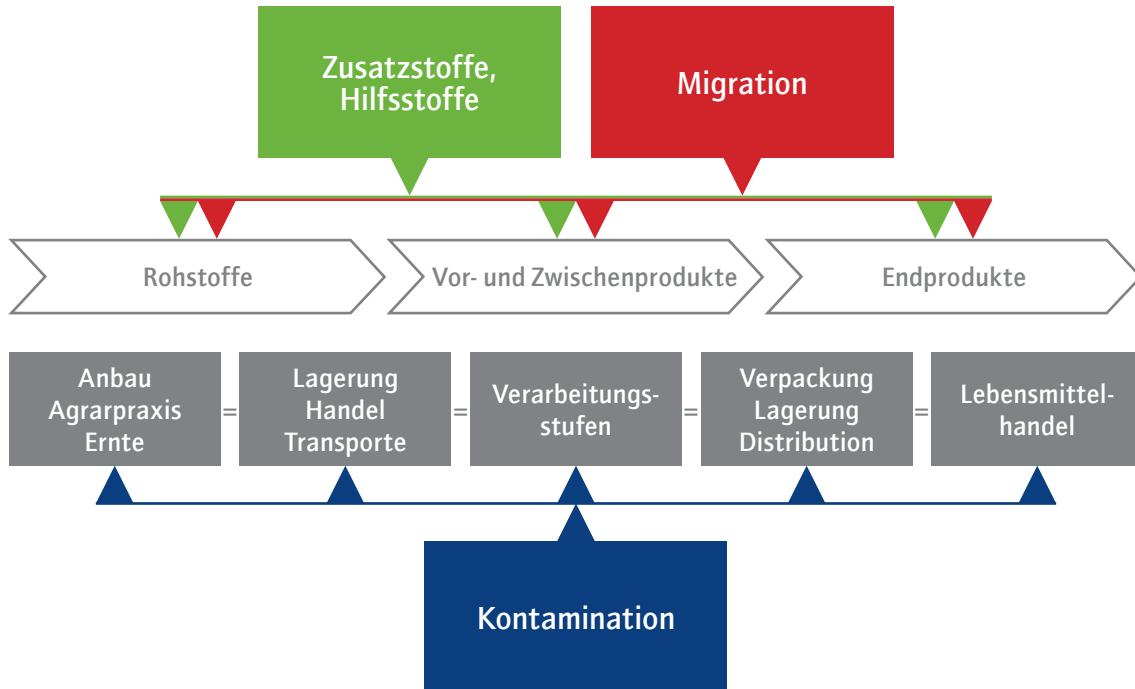 Zusatzstoffe,
Hilfsstoffe
Migration
Rohstoffe
Vor- und Zwischenprodukte
Endprodukte
Anbau
Agrarpraxis
Ernte
=
Lagerung
Handel
Transporte
=
Verarbeitungs-
stufen
=
Verpackung
Lagerung
Distribution
=
Lebensmittel-
handel
Kontamination